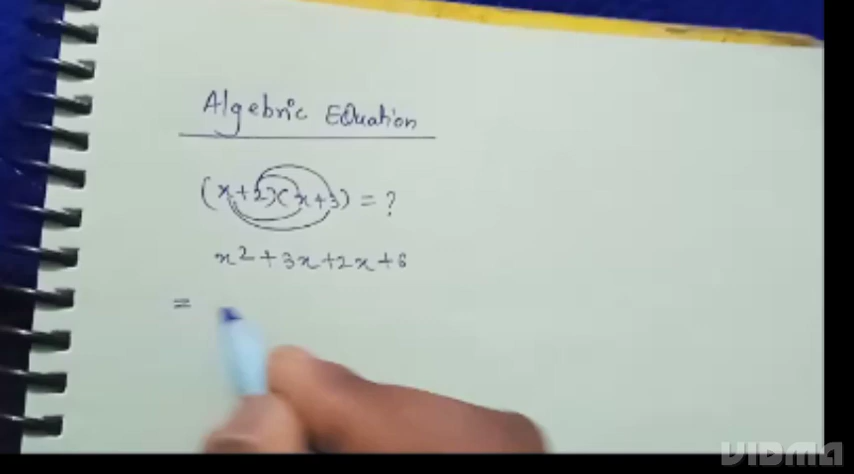 Algebric Equation
(x+2)(x+3) = ?
x²+3x+2x+6
=
VIDMA